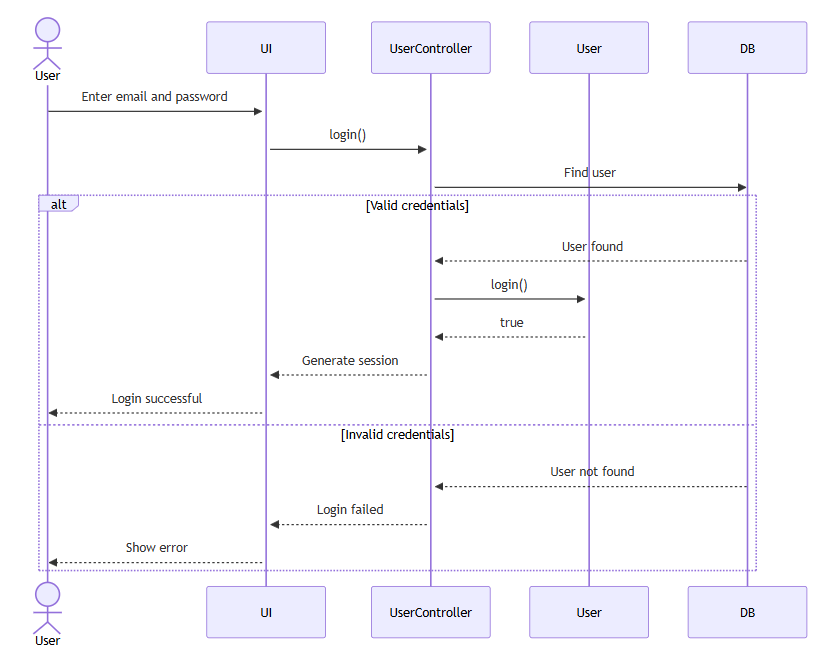 User
UI
UserController
User
DB
Enter email and password
login()
Find user
alt
[Valid credentials]
User found
login()
true
Generate session
Login successful
[Invalid credentials]
User not found
Login failed
Show error
User
UI
UserController
User
DB